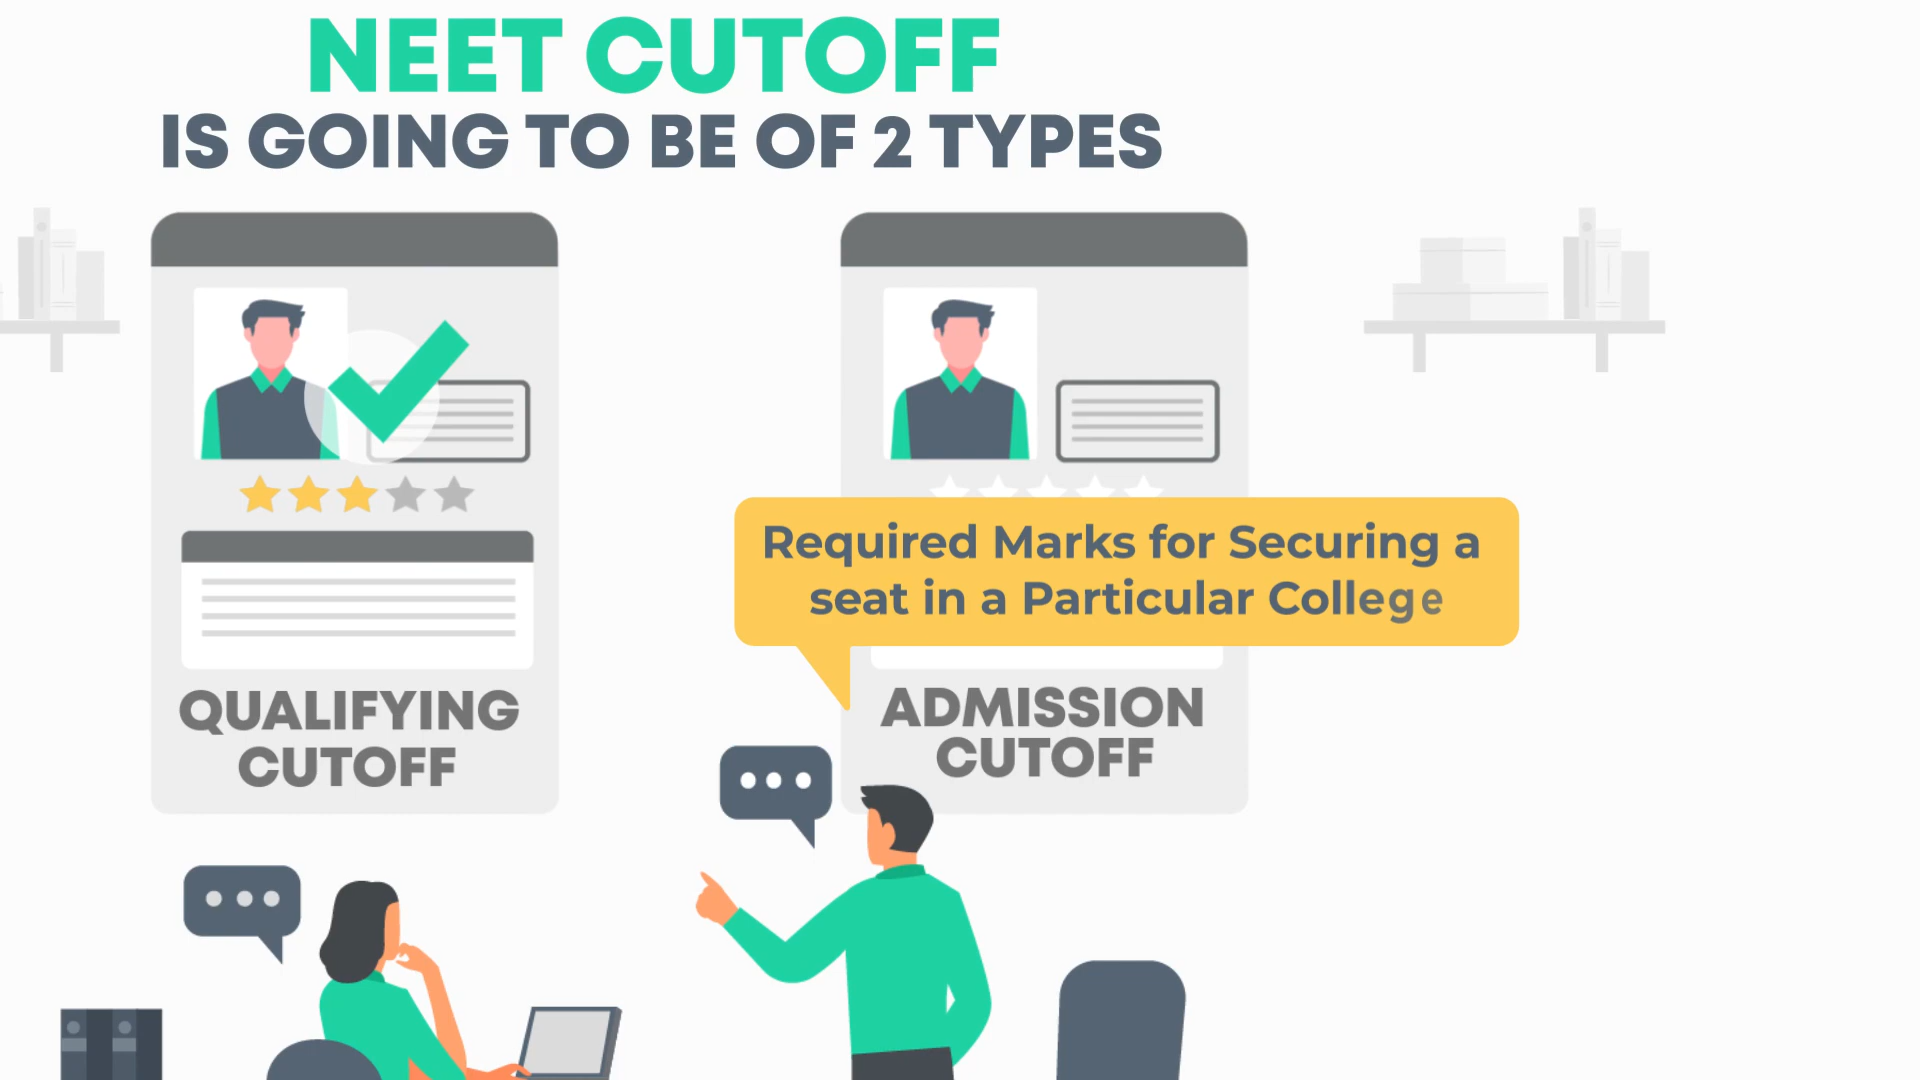 NEET CUTOFF
IS GOING TO BE OF 2 TYPES
QUALIFYING
CUTOFF
Required Marks for Securing a
seat in a Particular College
ADMISSION
CUTOFF